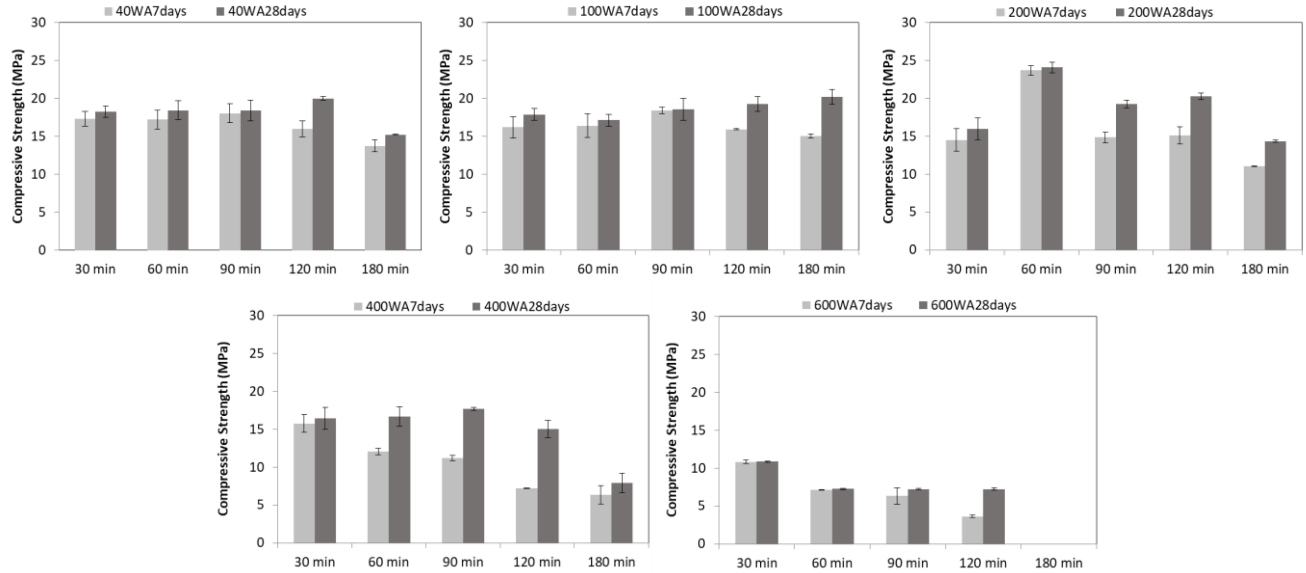 40WA7days 40WA28days
Compressive Strength (MPa)
30
25
20
15
10
5
0
30 min 60 min 90 min 120 min 180 min
100WA7days 100WA28days
Compressive Strength (MPa)
30
25
20
15
10
5
0
30 min 60 min 90 min 120 min 180 min
200WA7days 200WA28days
Compressive Strength (MPa)
30
25
20
15
10
5
0
30 min 60 min 90 min 120 min 180 min
400WA7days 400WA28days
Compressive Strength (MPa)
30
25
20
15
10
5
0
30 min 60 min 90 min 120 min 180 min
600WA7days 600WA28days
Compressive Strength (MPa)
30
25
20
15
10
5
0
30 min 60 min 90 min 120 min 180 min